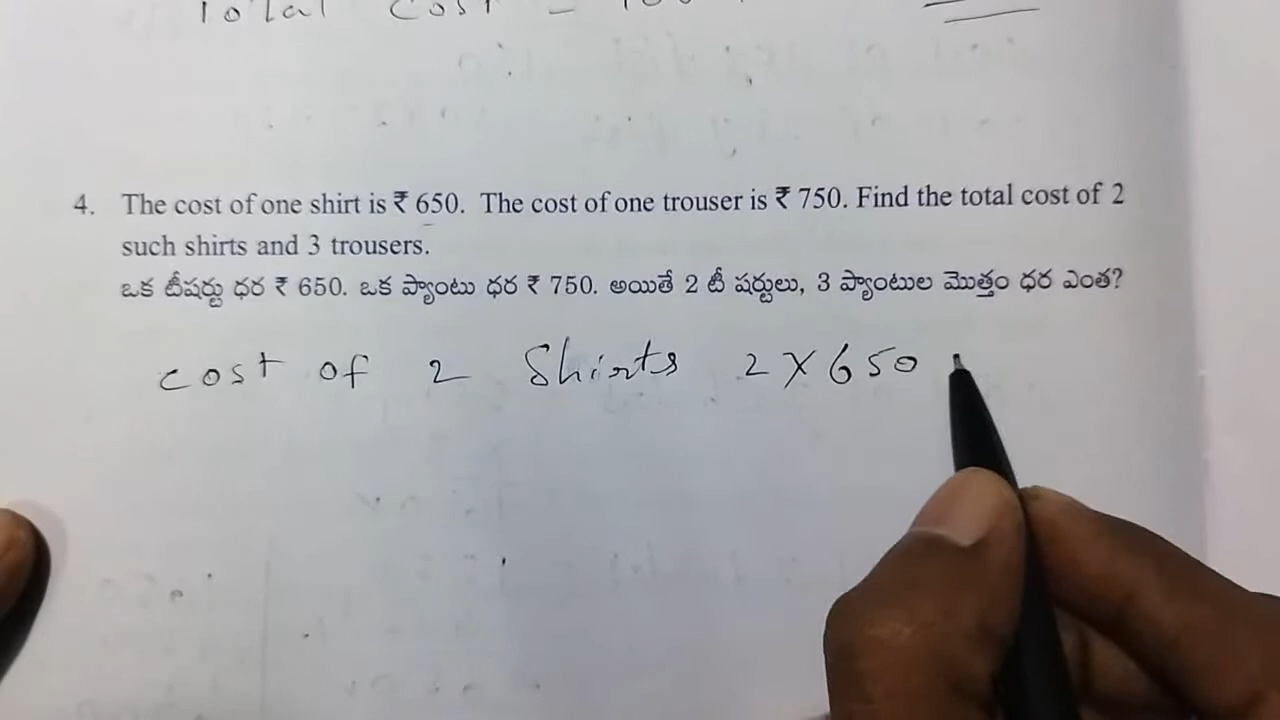 Total Cost =
4. The cost of one shirt is ₹ 650. The cost of one trouser is ₹ 750. Find the total cost of 2
such shirts and 3 trousers.
ఒక టీషర్టు ధర ₹ 650. ఒక ప్యాంటు ధర ₹ 750. అయితే 2 టీ షర్టులు, 3 ప్యాంటుల మొత్తం ధర ఎంత?
cost of 2 Shirts 2 X 650